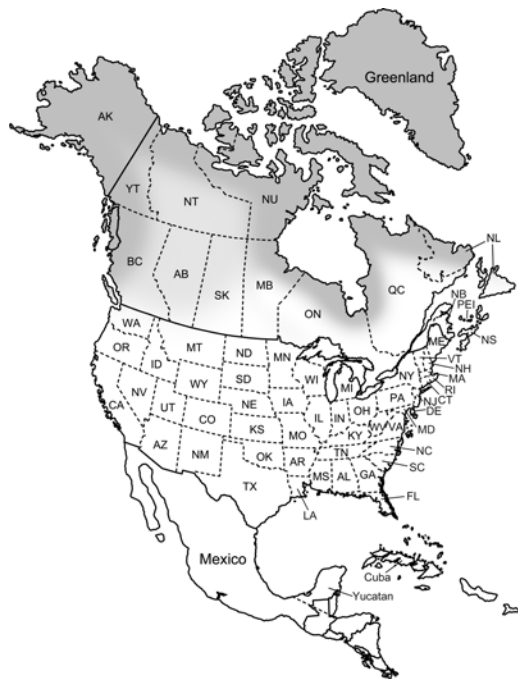 Greenland
AK
YT
NT
NU
NL
BC
AB
SK
MB
ON
QC
NB
PEI
NS
ME
VT
NH
MA
RI
CT
NJ
DE
MD
WA
OR
ID
MT
ND
MN
WI
MI
NY
PA
SD
WY
NE
IA
IL
IN
OH
WV
VA
NV
UT
CO
KS
MO
KY
CA
AZ
NM
OK
AR
TN
NC
SC
MS
AL
GA
TX
LA
FL
Mexico
Cuba
Yucatan